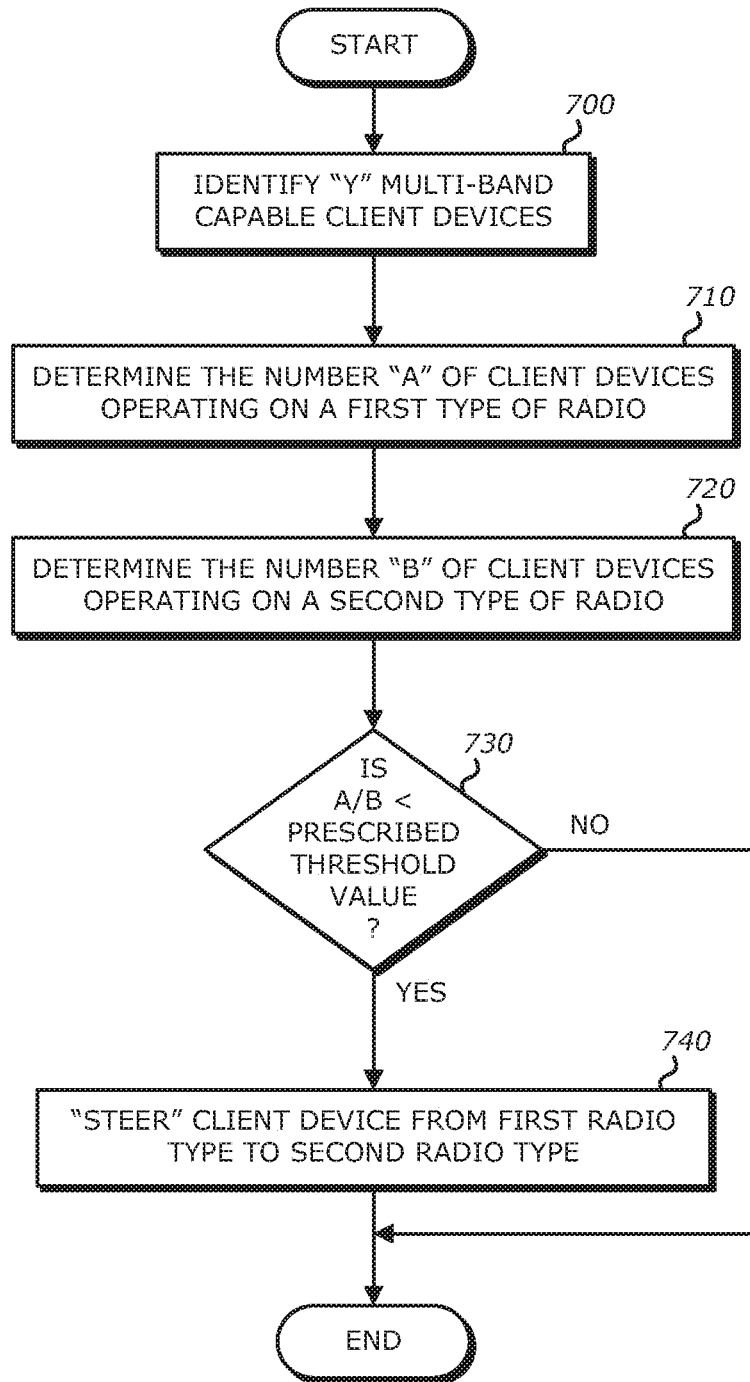 START
700
IDENTIFY “Y” MULTI-BAND
CAPABLE CLIENT DEVICES
710
DETERMINE THE NUMBER “A” OF CLIENT DEVICES
OPERATING ON A FIRST TYPE OF RADIO
720
DETERMINE THE NUMBER “B” OF CLIENT DEVICES
OPERATING ON A SECOND TYPE OF RADIO
730
IS
A/B <
PRESCRIBED
THRESHOLD
VALUE
?
NO
YES
740
“STEER” CLIENT DEVICE FROM FIRST RADIO
TYPE TO SECOND RADIO TYPE
END